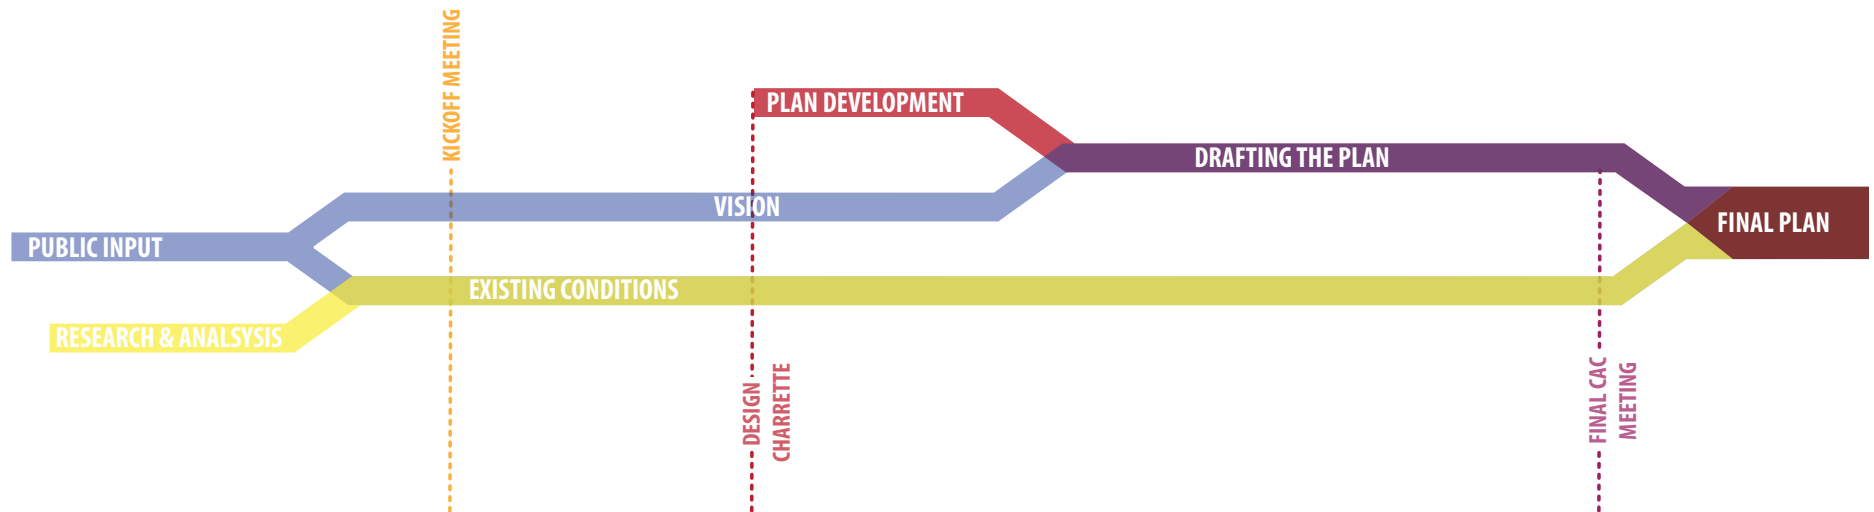 KICKOFF MEETING
PLAN DEVELOPMENT
DRAFTING THE PLAN
VISION
FINAL PLAN
PUBLIC INPUT
EXISTING CONDITIONS
RESEARCH & ANALSYSIS
DESIGN
CHARRETTE
FINAL CAC
MEETING